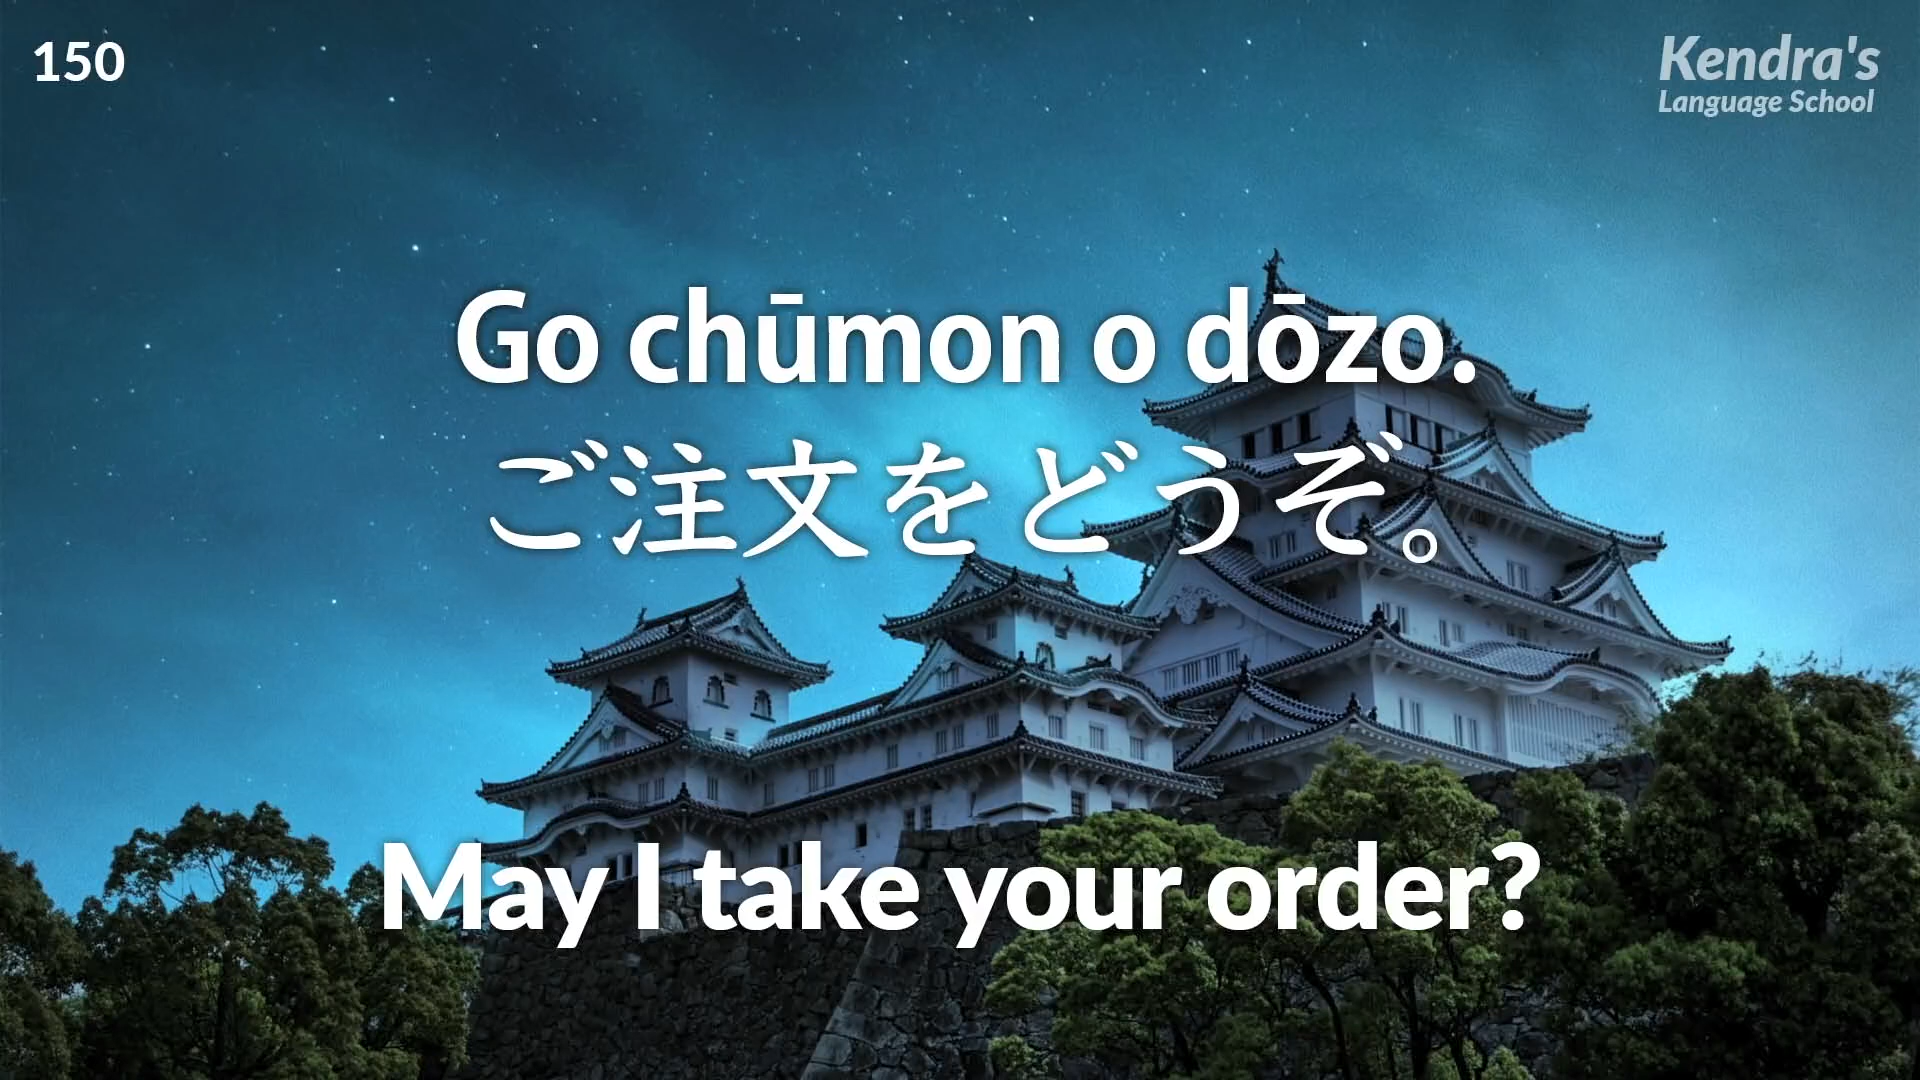 150
Kendra's
Language School
Go chūmon o dōzo.
ご注文をどうぞ。
May I take your order?